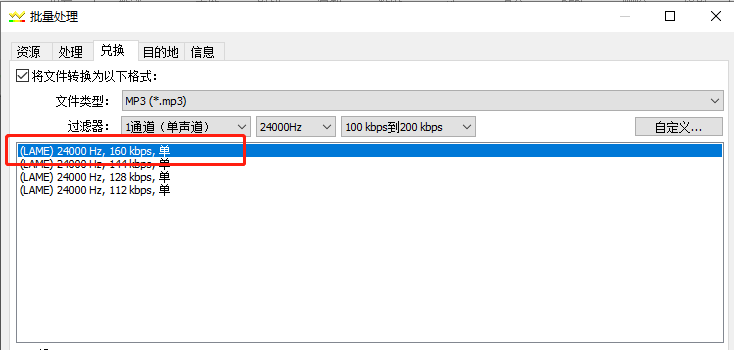 批量处理
资源 处理 兑换 目的地 信息
将文件转换为以下格式：
文件类型： MP3 (*.mp3)
过滤器： 1通道（单声道） 24000Hz 100 kbps到200 kbps 自定义...
(LAME) 24000 Hz, 160 kbps, 单
(LAME) 24000 Hz, 144 kbps, 单
(LAME) 24000 Hz, 128 kbps, 单
(LAME) 24000 Hz, 112 kbps, 单